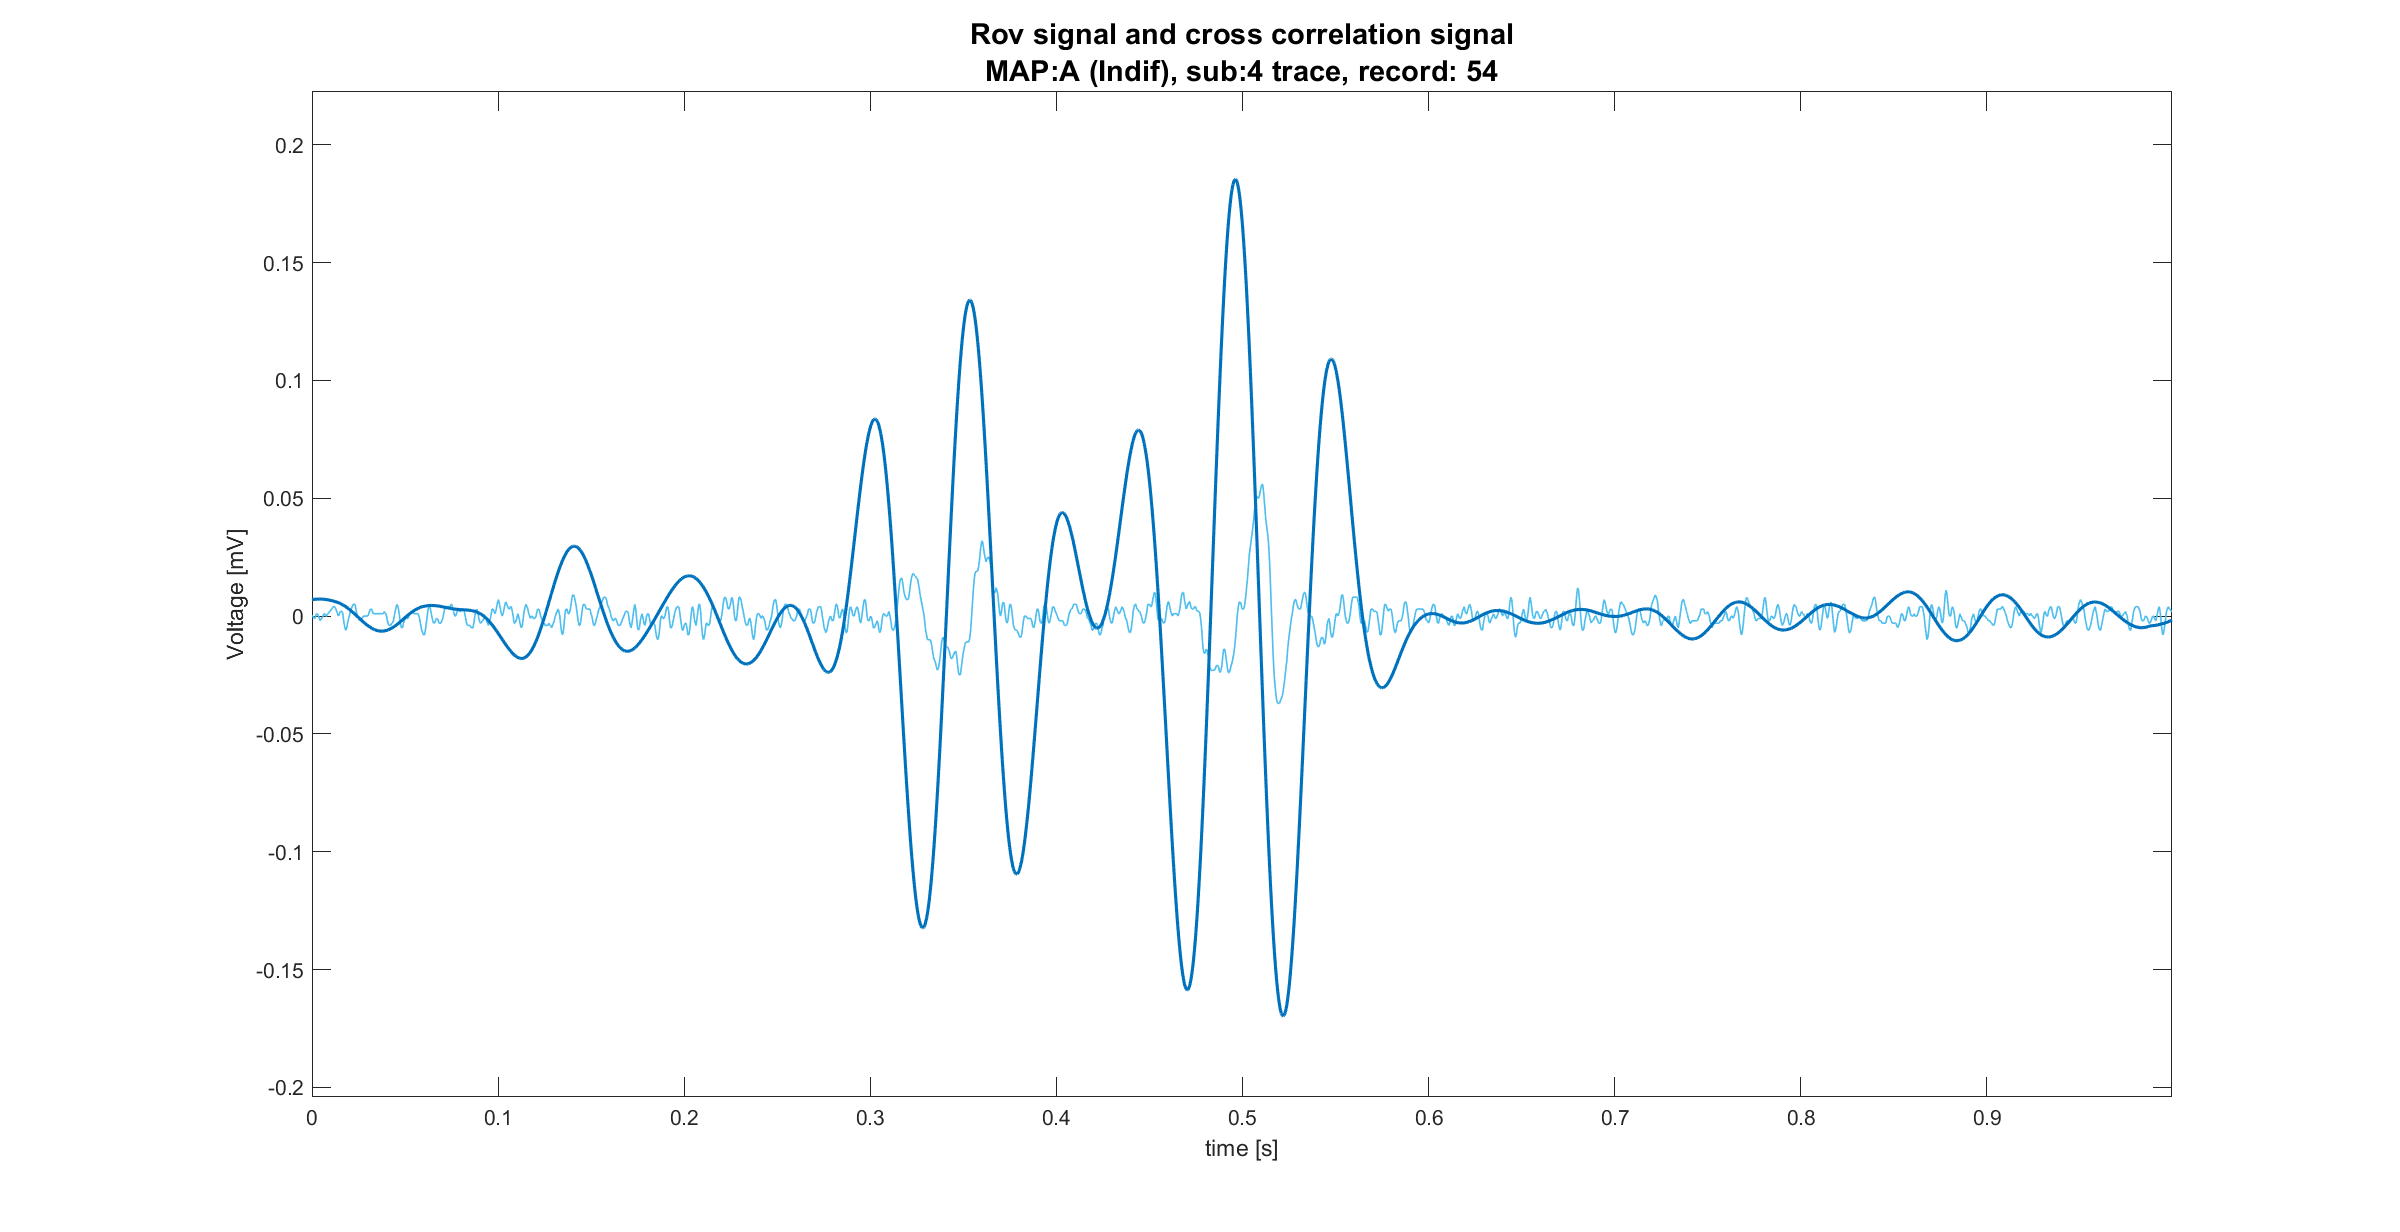 Rov signal and cross correlation signal
MAP:A (Indif), sub:4 trace, record: 54
0.2
0.15
0.1
0.05
0
-0.05
-0.1
-0.15
-0.2
Voltage [mV]
0 0.1 0.2 0.3 0.4 0.5 0.6 0.7 0.8 0.9
time [s]